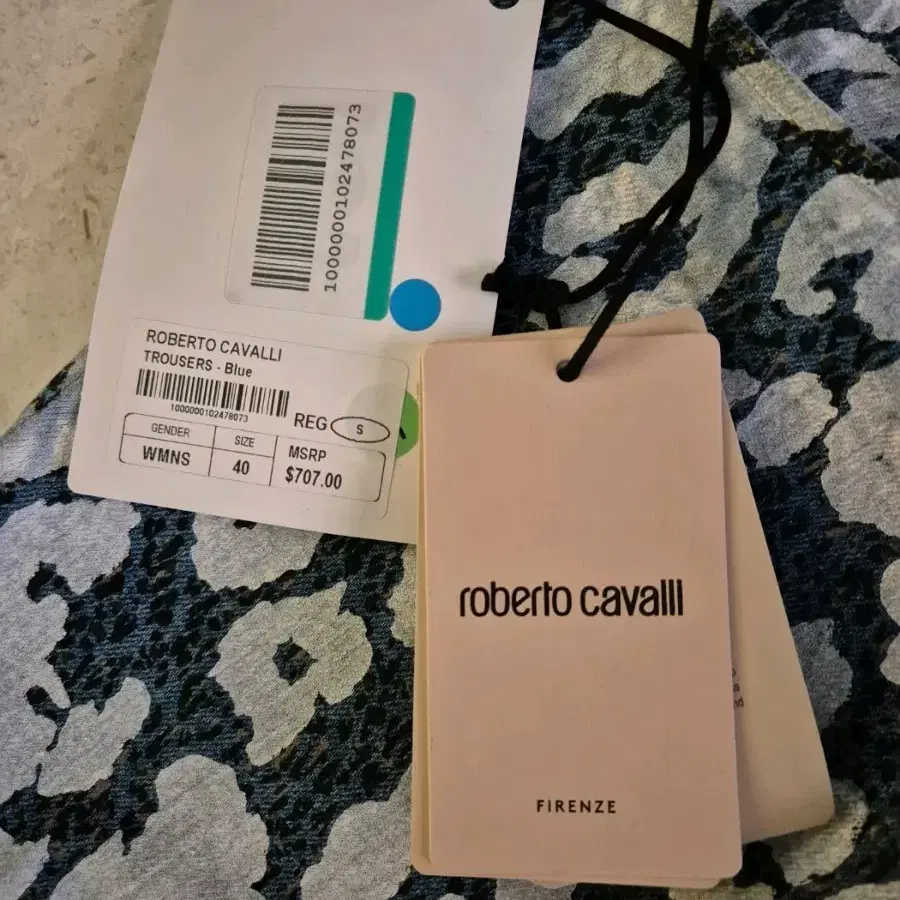 1000000102478073
ROBERTO CAVALLI
TROUSERS - Blue
1000000102478073
REG S
GENDER SIZE MSRP
WMNS 40 $707.00
roberto cavalli
FIRENZE